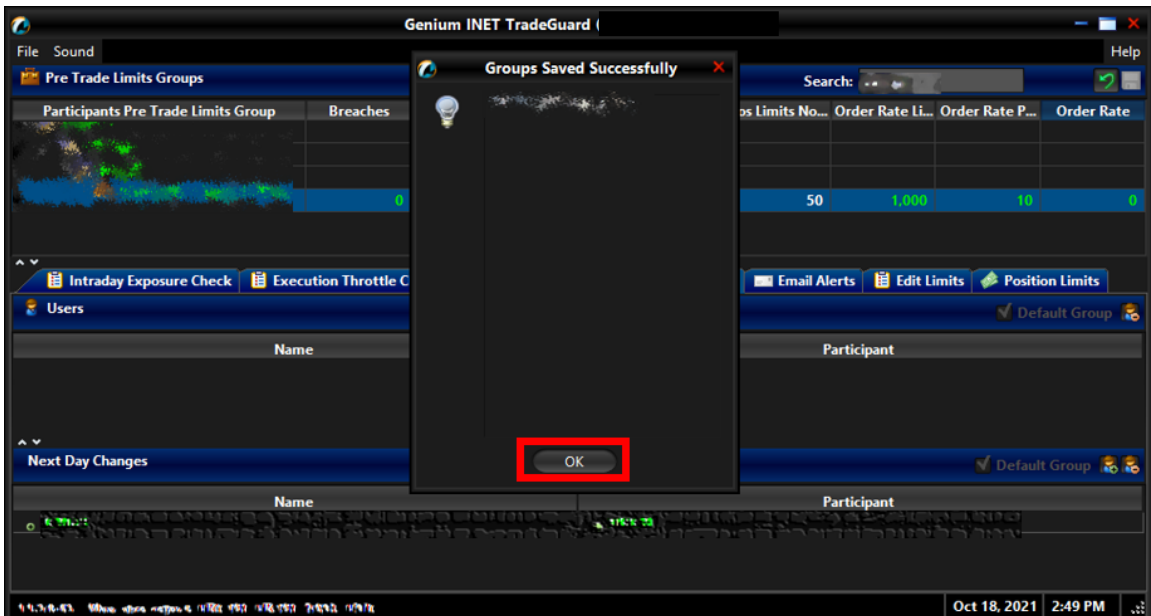 Genium INET TradeGuard (
File Sound Help
Groups Saved Successfully
Pre Trade Limits Groups Search:
Participants Pre Trade Limits Group Breaches os Limits No... Order Rate Li... Order Rate P... Order Rate
0 50 1,000 10 0
Intraday Exposure Check Execution Throttle C Email Alerts Edit Limits Position Limits
Users Default Group
Name Participant
OK
Next Day Changes Default Group
Name Participant
Oct 18, 2021 2:49 PM